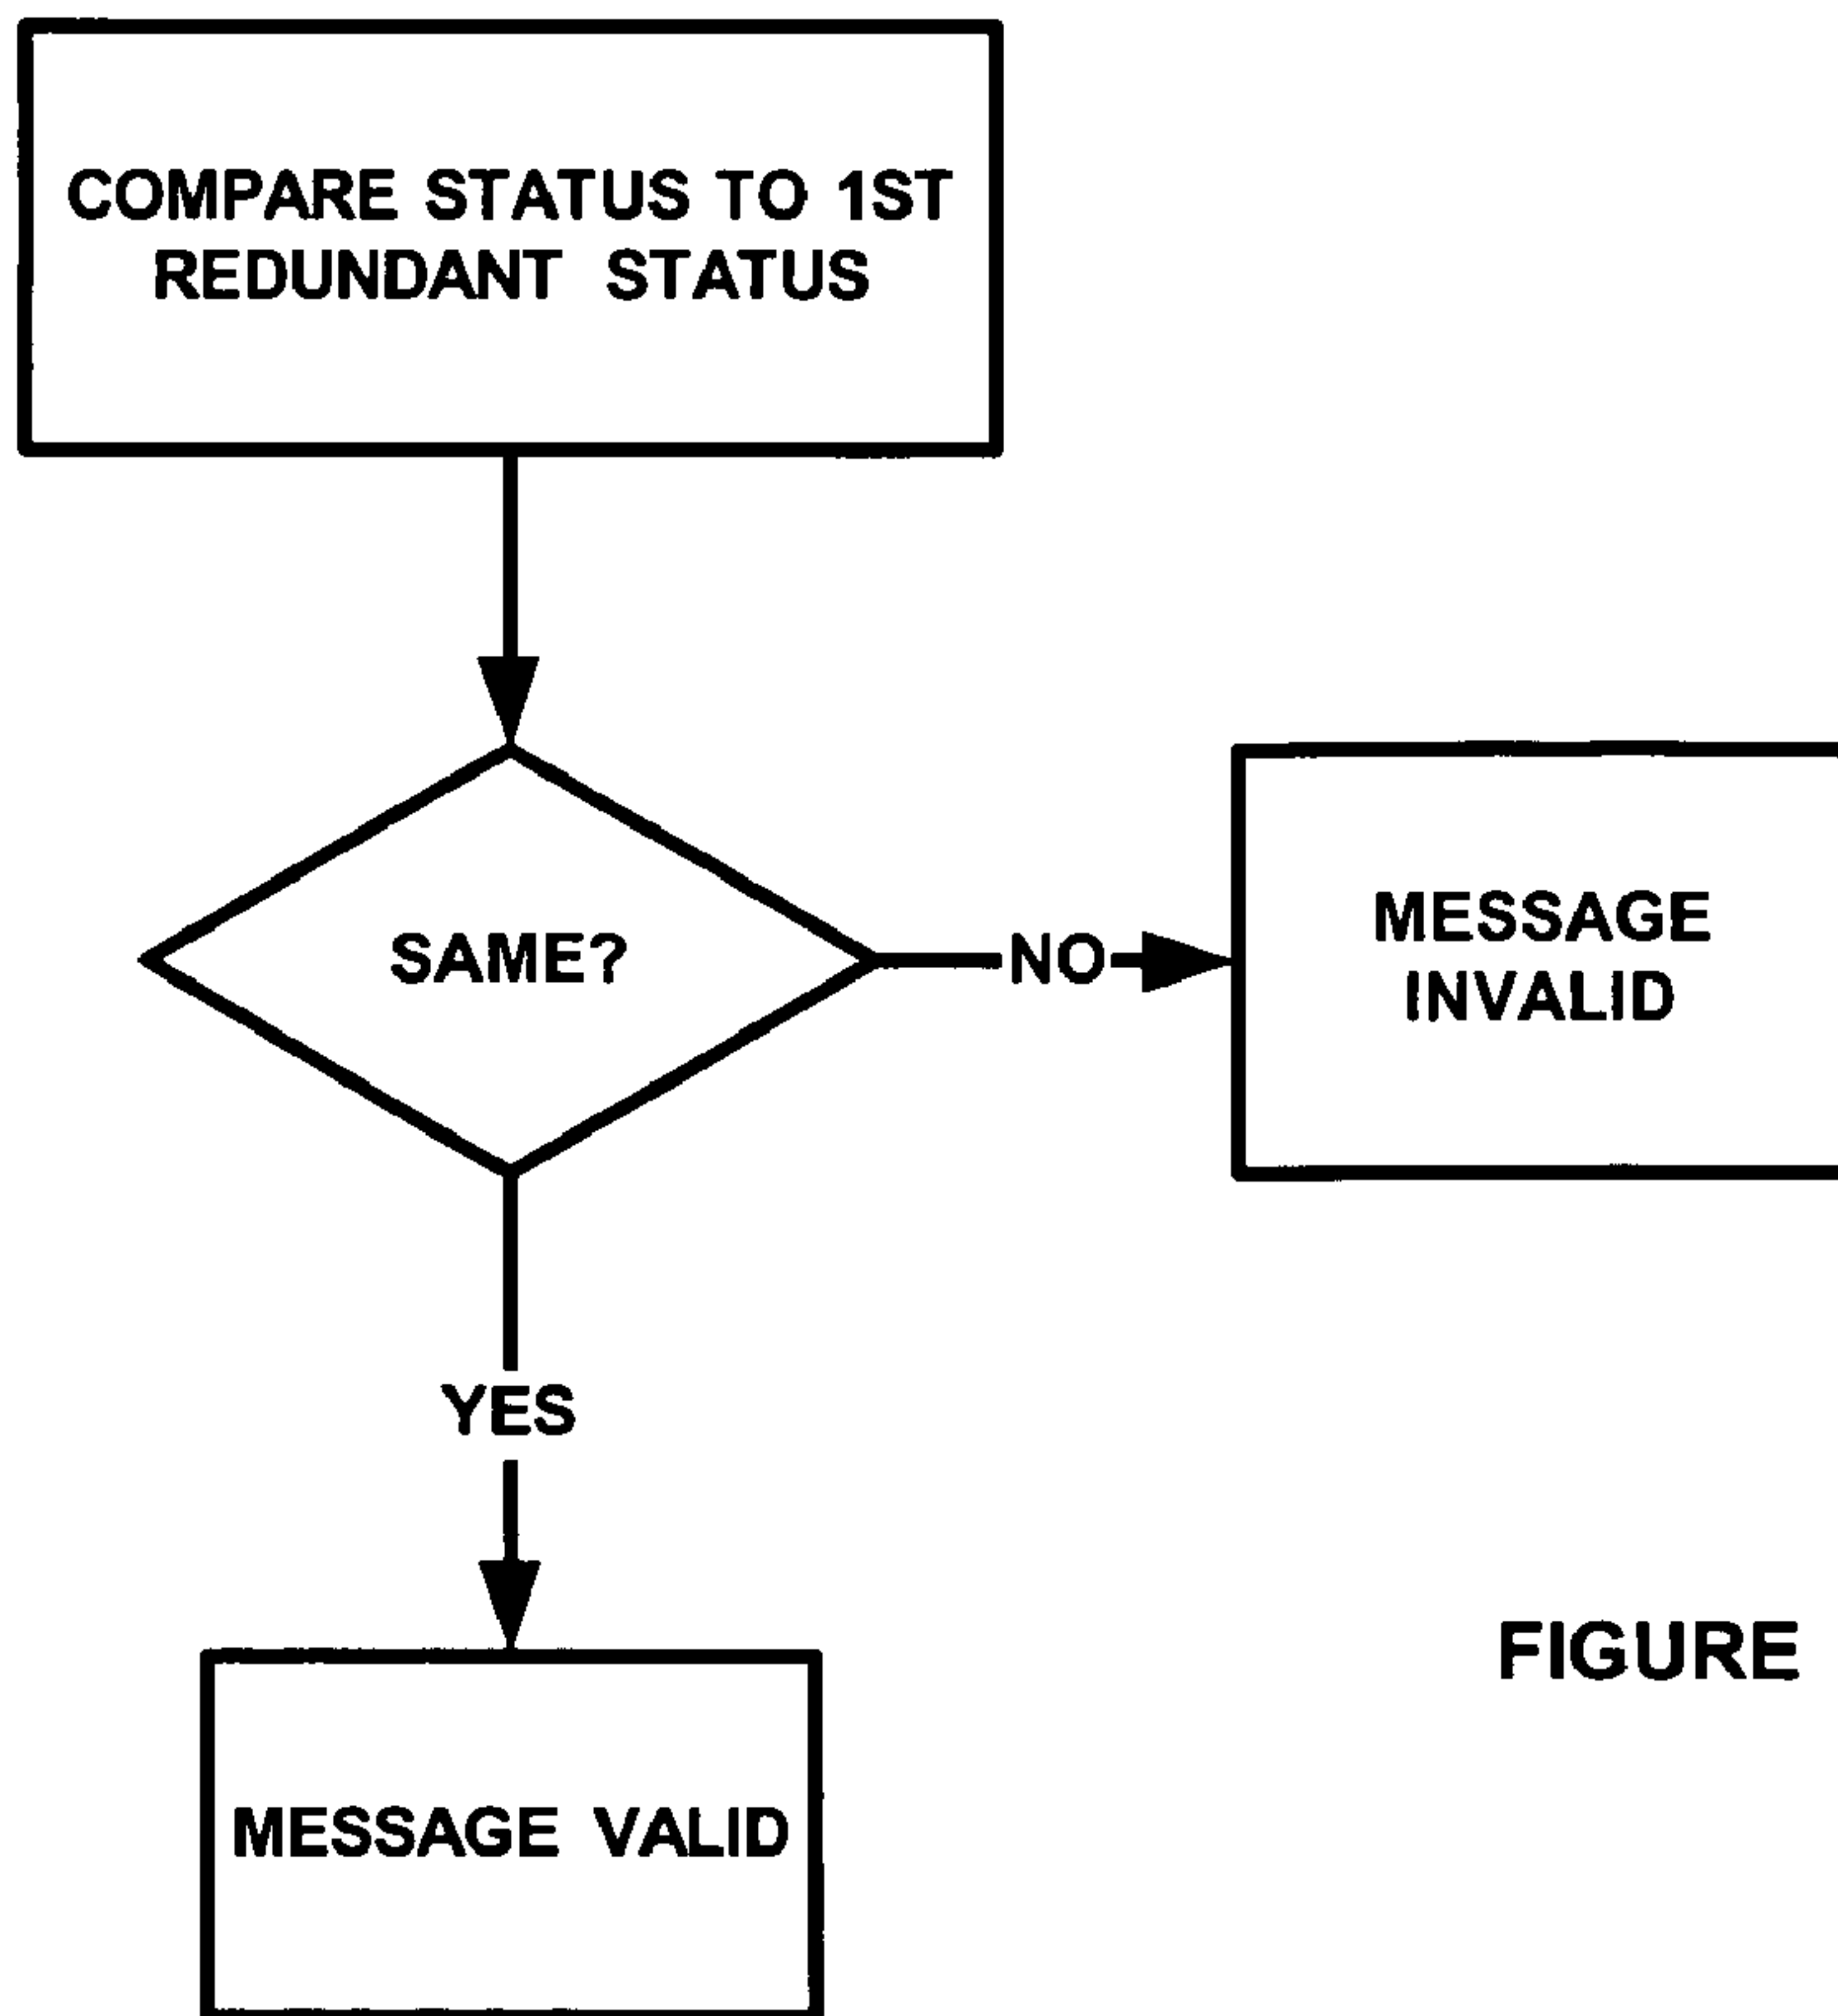 COMPARE STATUS TO 1ST
REDUNDANT STATUS
SAME?
NO
MESSAGE
INVALID
YES
FIGURE
MESSAGE VALID